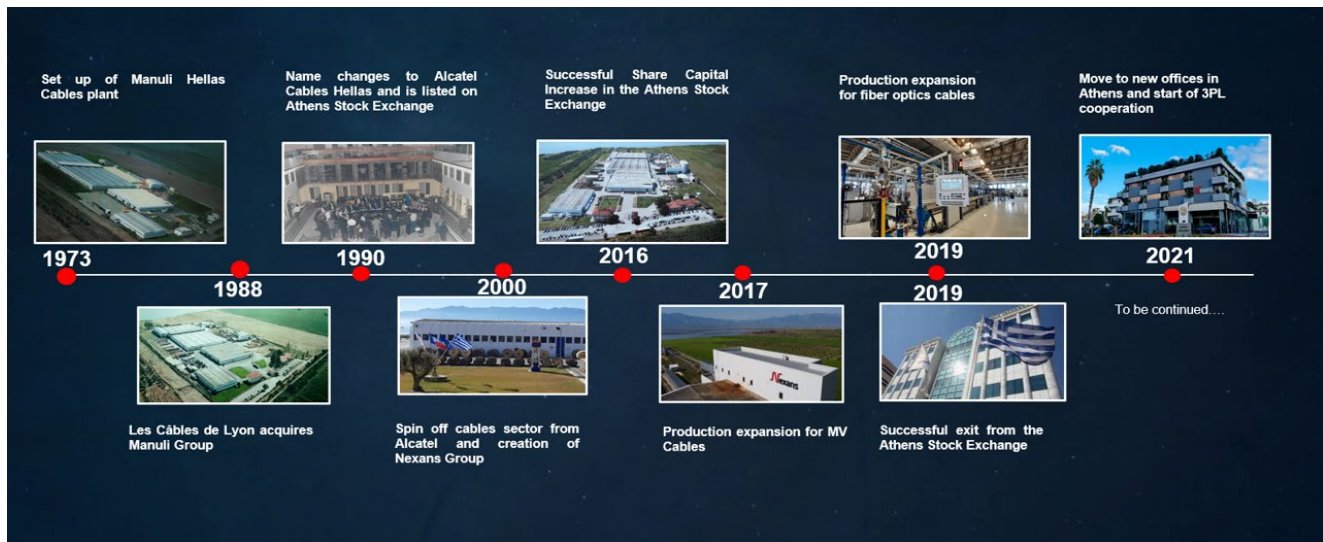 Set up of Manuli Hellas
Cables plant
1973
Les Câbles de Lyon acquires
Manuli Group
1988
Name changes to Alcatel
Cables Hellas and is listed on
Athens Stock Exchange
1990
2000
Spin off cables sector from
Alcatel and creation of
Nexans Group
Successful Share Capital
Increase in the Athens Stock
Exchange
2016
2017
Nexans
Production expansion for MV
Cables
Production expansion
for fiber optics cables
2019
2019
Successful exit from the
Athens Stock Exchange
Move to new offices in
Athens and start of 3PL
cooperation
2021
To be continued....